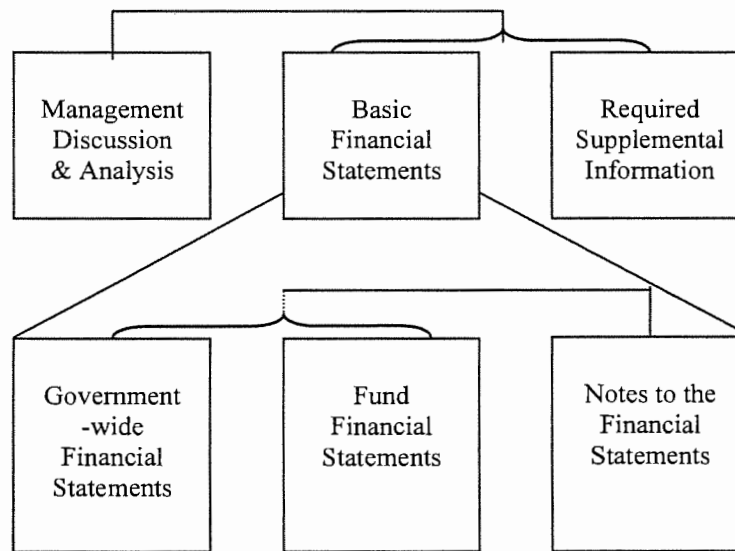 Management
Discussion
& Analysis
Basic
Financial
Statements
Required
Supplemental
Information
Government
-wide
Financial
Statements
Fund
Financial
Statements
Notes to the
Financial
Statements